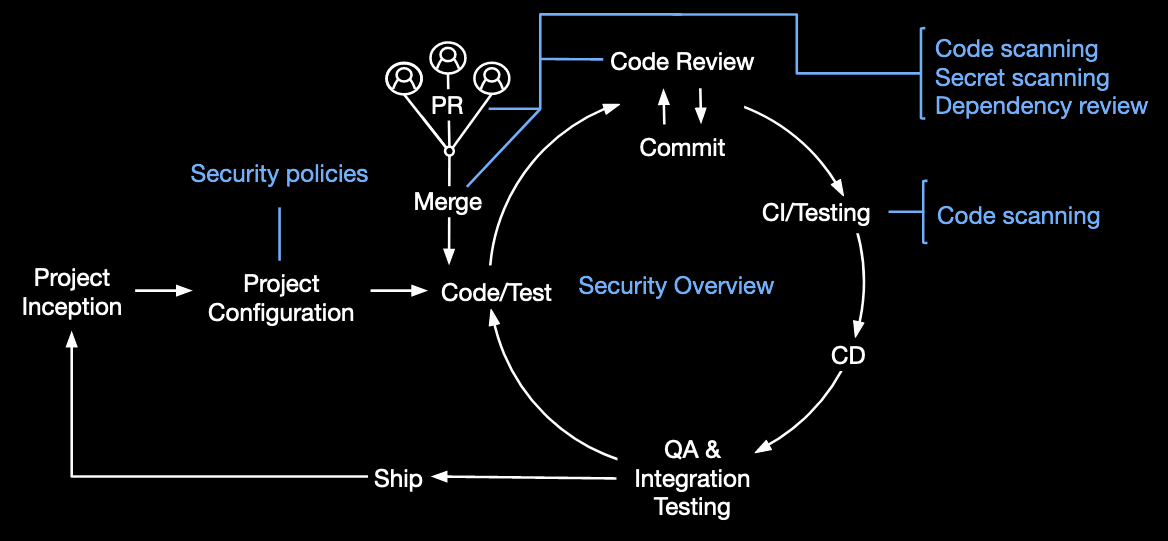 Code Review
Code scanning
Secret scanning
Dependency review
PR
Commit
Security policies
Merge
CI/Testing
Code scanning
Project
Inception
Project
Configuration
Code/Test
Security Overview
CD
QA &
Integration
Testing
Ship